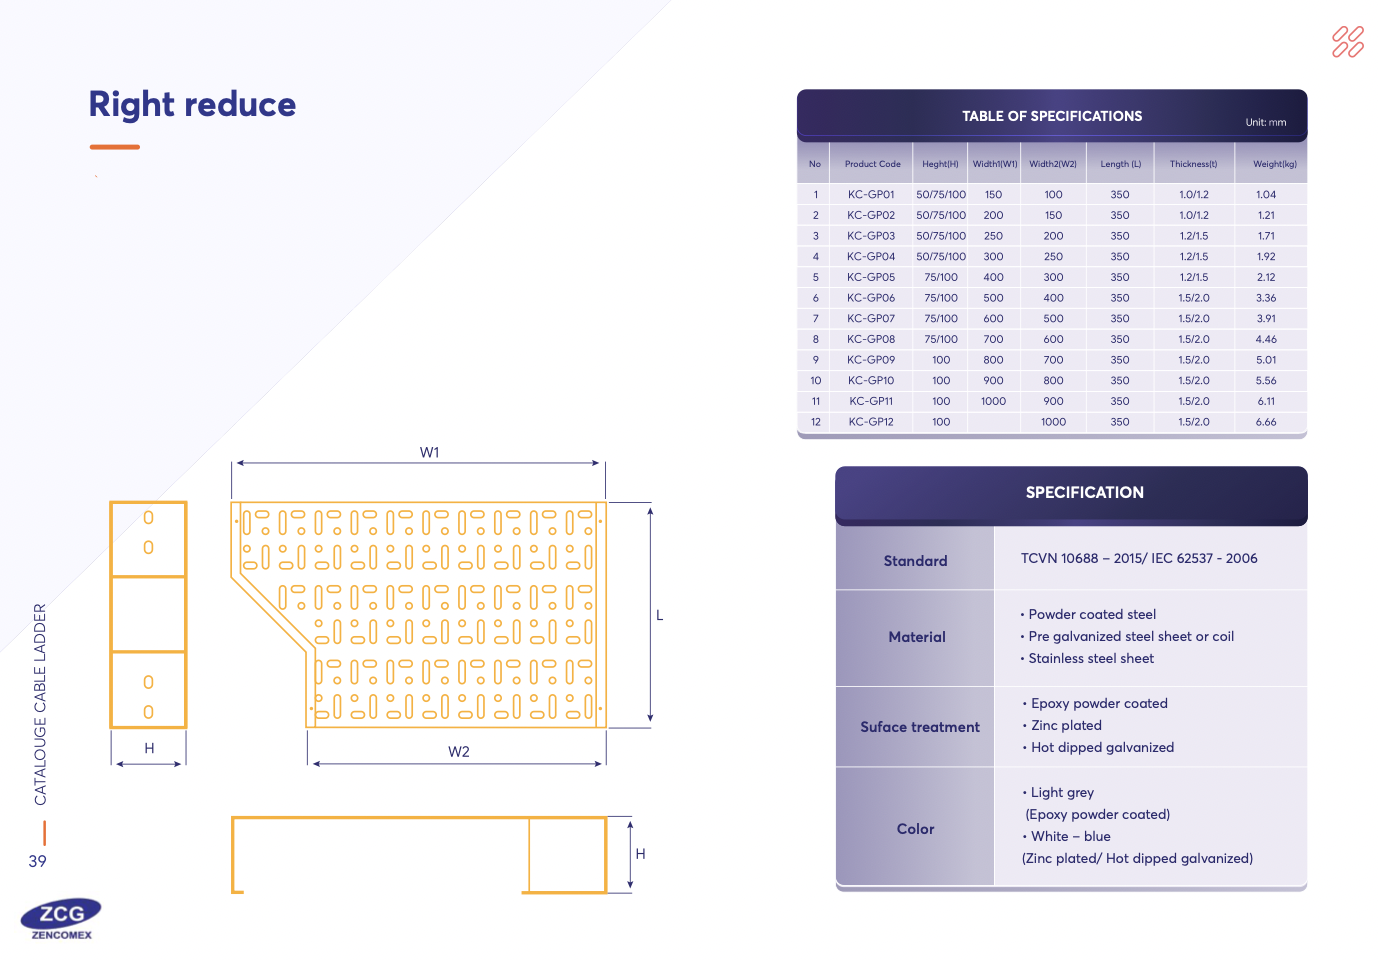 Right reduce
TABLE OF SPECIFICATIONS
Unit: mm
No Product Code Heght(H) Width1(W1) Width2(W2) Length (L) Thickness(t) Weight(kg)
1 KC-GP01 50/75/100 150 100 350 1.0/1.2 1.04
2 KC-GP02 50/75/100 200 150 350 1.0/1.2 1.21
3 KC-GP03 50/75/100 250 200 350 1.2/1.5 1.71
4 KC-GP04 50/75/100 300 250 350 1.2/1.5 1.92
5 KC-GP05 75/100 400 300 350 1.2/1.5 2.12
6 KC-GP06 75/100 500 400 350 1.5/2.0 3.36
7 KC-GP07 75/100 600 500 350 1.5/2.0 3.91
8 KC-GP08 75/100 700 600 350 1.5/2.0 4.46
9 KC-GP09 100 800 700 350 1.5/2.0 5.01
10 KC-GP10 100 900 800 350 1.5/2.0 5.56
11 KC-GP11 100 1000 900 350 1.5/2.0 6.11
12 KC-GP12 100 1000 350 1.5/2.0 6.66
W1
L
H
W2
H
SPECIFICATION
Standard
TCVN 10688 – 2015/ IEC 62537 - 2006
Material
• Powder coated steel
• Pre galvanized steel sheet or coil
• Stainless steel sheet
Suface treatment
• Epoxy powder coated
• Zinc plated
• Hot dipped galvanized
Color
• Light grey
(Epoxy powder coated)
• White – blue
(Zinc plated/ Hot dipped galvanized)
CATALOUGE CABLE LADDER
39
ZCG
ZENCOMEX